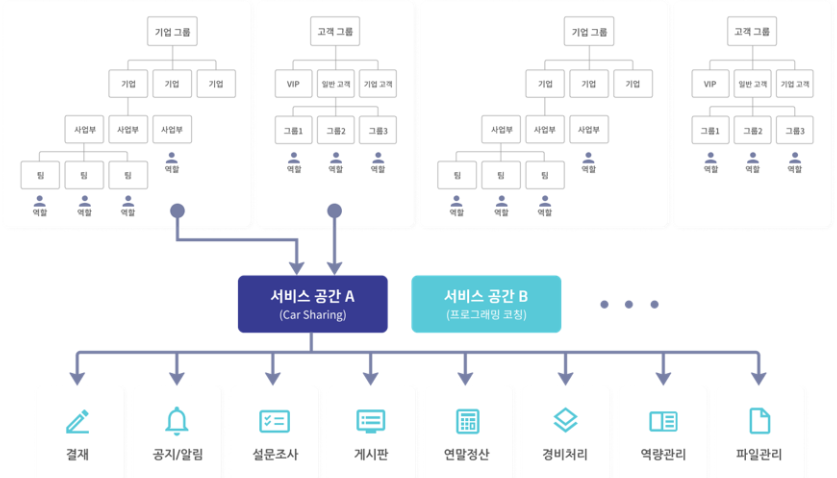 기업 그룹
고객 그룹
기업 그룹
고객 그룹
기업 기업 기업
VIP 일반 고객 기업 고객
기업 기업 기업
VIP 일반 고객 기업 고객
사업부 사업부 사업부
그룹1 그룹2 그룹3
사업부 사업부 사업부
그룹1 그룹2 그룹3
역할
역할 역할 역할
역할
역할 역할 역할
팀 팀 팀
팀 팀 팀
역할 역할 역할
역할 역할 역할
서비스 공간 A
(Car Sharing)
서비스 공간 B
(프로그래밍 코칭)
결재
공지/알림
설문조사
게시판
연말정산
경비처리
역량관리
파일관리